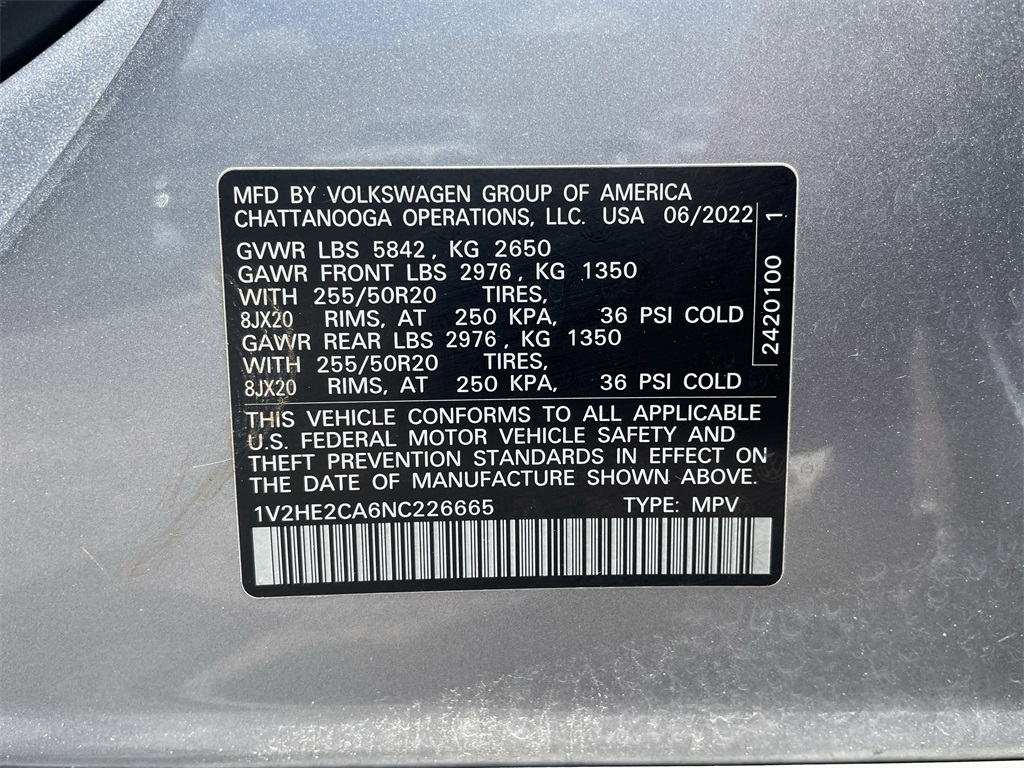 MFD BY VOLKSWAGEN GROUP OF AMERICA
CHATTANOOGA OPERATIONS, LLC. USA 06/2022
GVWR LBS 5842, KG 2650
GAWR FRONT LBS 2976, KG 1350
WITH 255/50R20 TIRES,
8JX20 RIMS, AT 250 KPA, 36 PSI COLD
GAWR REAR LBS 2976, KG 1350
WITH 255/50R20 TIRES,
8JX20 RIMS, AT 250 KPA, 36 PSI COLD
THIS VEHICLE CONFORMS TO ALL APPLICABLE
U.S. FEDERAL MOTOR VEHICLE SAFETY AND
THEFT PREVENTION STANDARDS IN EFFECT ON
THE DATE OF MANUFACTURE SHOWN ABOVE.
1V2HE2CA6NC226665 TYPE: MPV
2420100 1